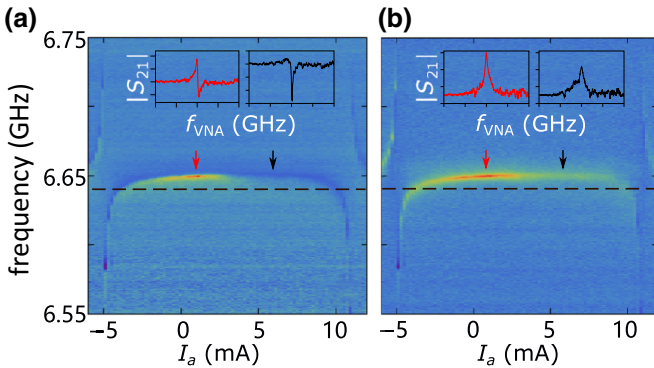 (a)
(b)
frequency (GHz)
6.75
6.65
6.55
|S21|
fVNA (GHz)
−5
0
5
10
Ia (mA)
|S21|
fVNA (GHz)
−5
0
5
10
Ia (mA)